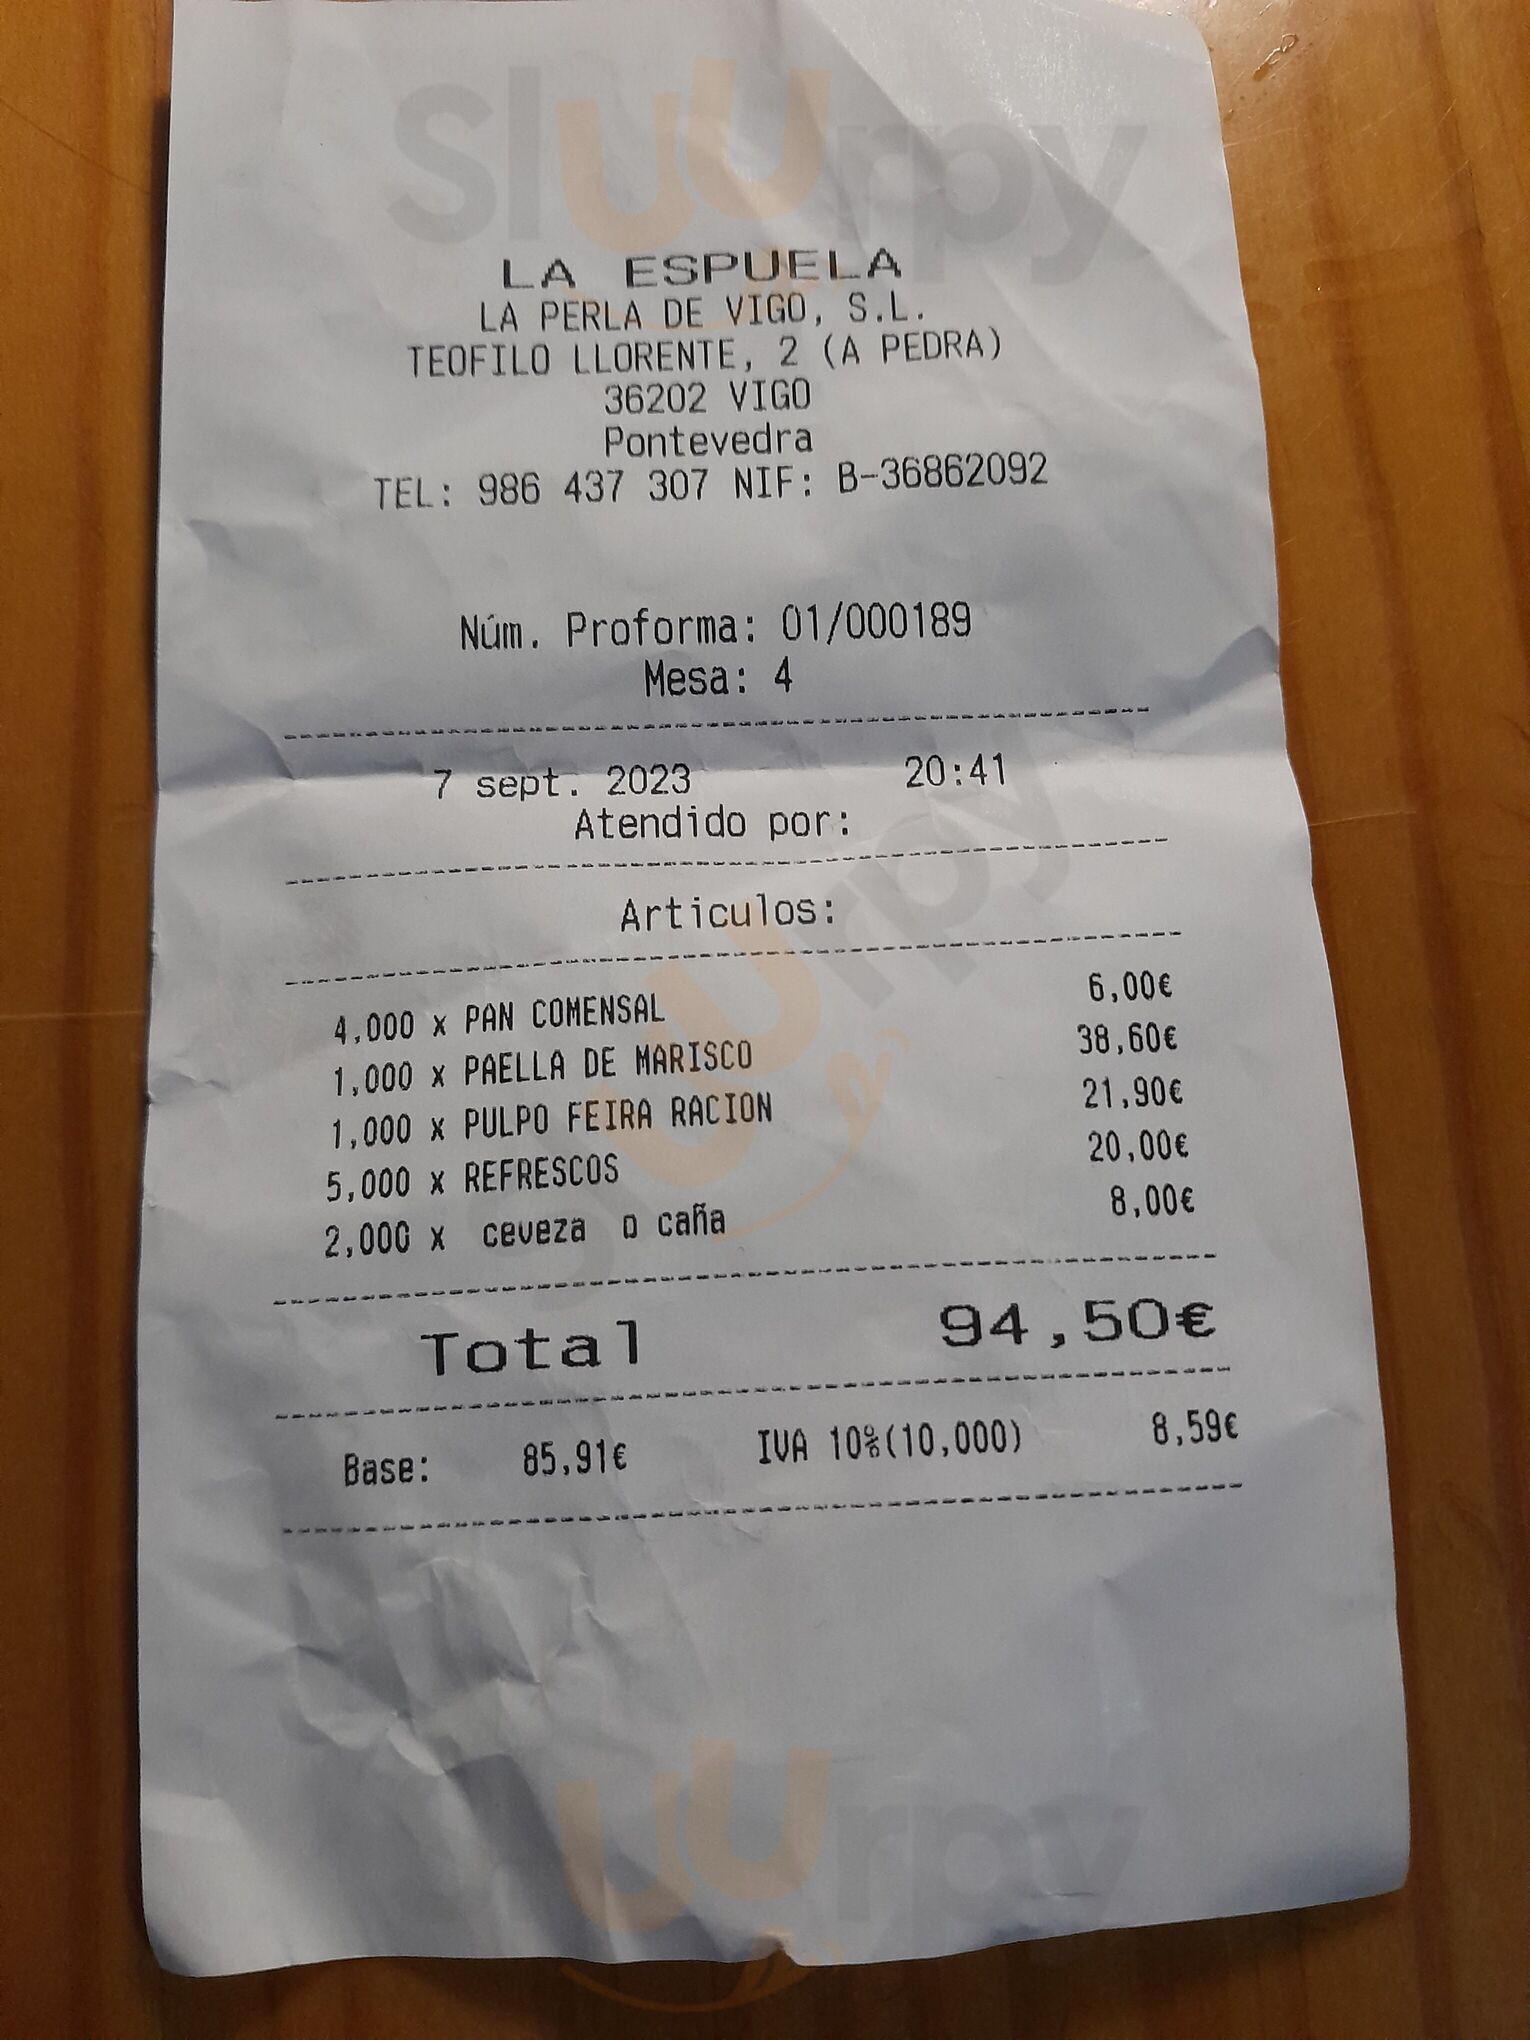 Sluurpy
LA ESPUELA
LA PERLA DE VIGO, S.L.
TEOFILO LLORENTE, 2 (A PEDRA)
36202 VIGO
Pontevedra
TEL: 986 437 307 NIF: B-36862092
Núm. Proforma: 01/000189
Mesa: 4
7 sept. 2023 20:41
Atendido por:
Articulos:
4,000 x PAN COMENSAL 6,00€
1,000 x PAELLA DE MARISCO 38,60€
1,000 x PULPO FEIRA RACION 21,90€
5,000 x REFRESCOS 20,00€
2,000 x ceveza o caña 8,00€
Total 94,50€
Base: 85,91€ IVA 10%(10,000) 8,59€
Sluurpy
Sluurpy